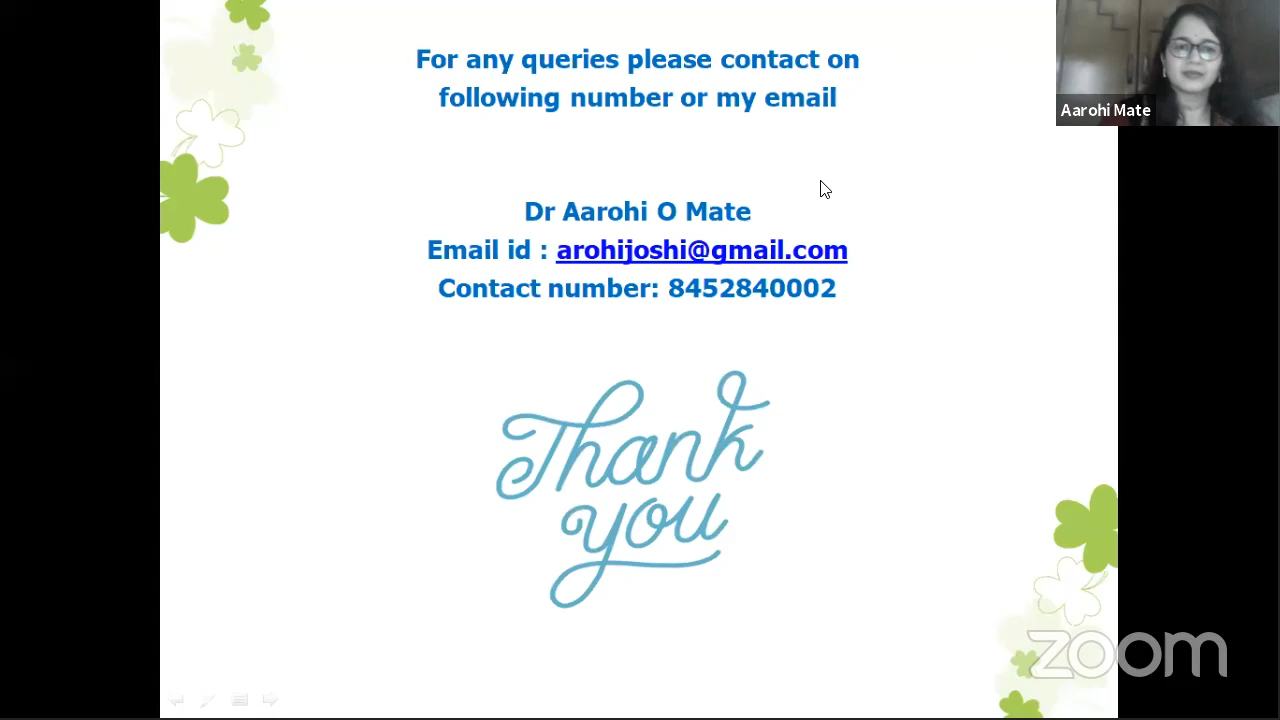 For any queries please contact on
following number or my email
Aarohi Mate
Dr Aarohi O Mate
Email id : arohijoshi@gmail.com
Contact number: 8452840002
Thank
you
zoom